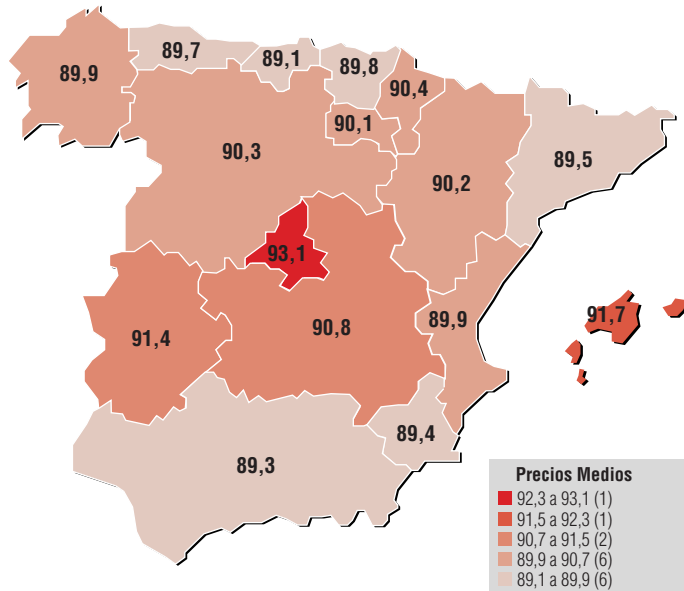 89,7
89,1
89,8
89,9
90,4
90,1
90,3
90,2
89,5
93,1
91,7
89,9
90,8
91,4
89,4
89,3
Precios Medios
92,3 a 93,1 (1)
91,5 a 92,3 (1)
90,7 a 91,5 (2)
89,9 a 90,7 (6)
89,1 a 89,9 (6)